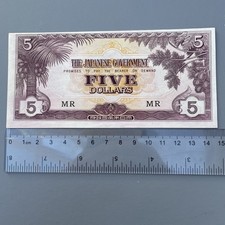 5 THE JAPANESE GOVERNMENT 5
PROMISES TO PAY THE BEARER ON DEMAND
FIVE
DOLLARS
5 MR MR 5